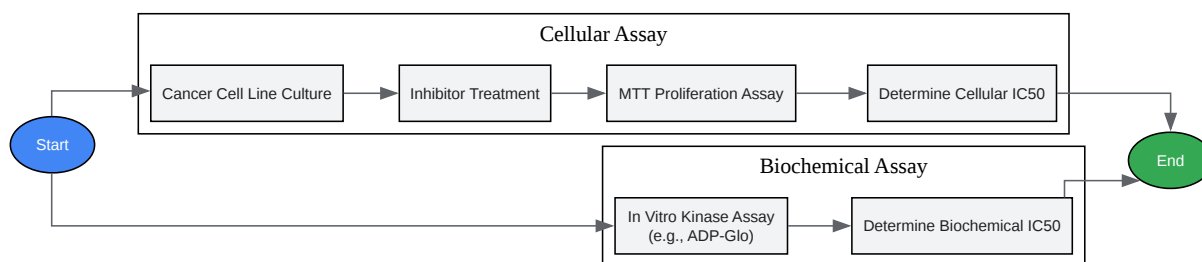 Cellular Assay
Cancer Cell Line Culture
Inhibitor Treatment
MTT Proliferation Assay
Determine Cellular IC50
Start
End
Biochemical Assay
In Vitro Kinase Assay
(e.g., ADP-Glo)
Determine Biochemical IC50